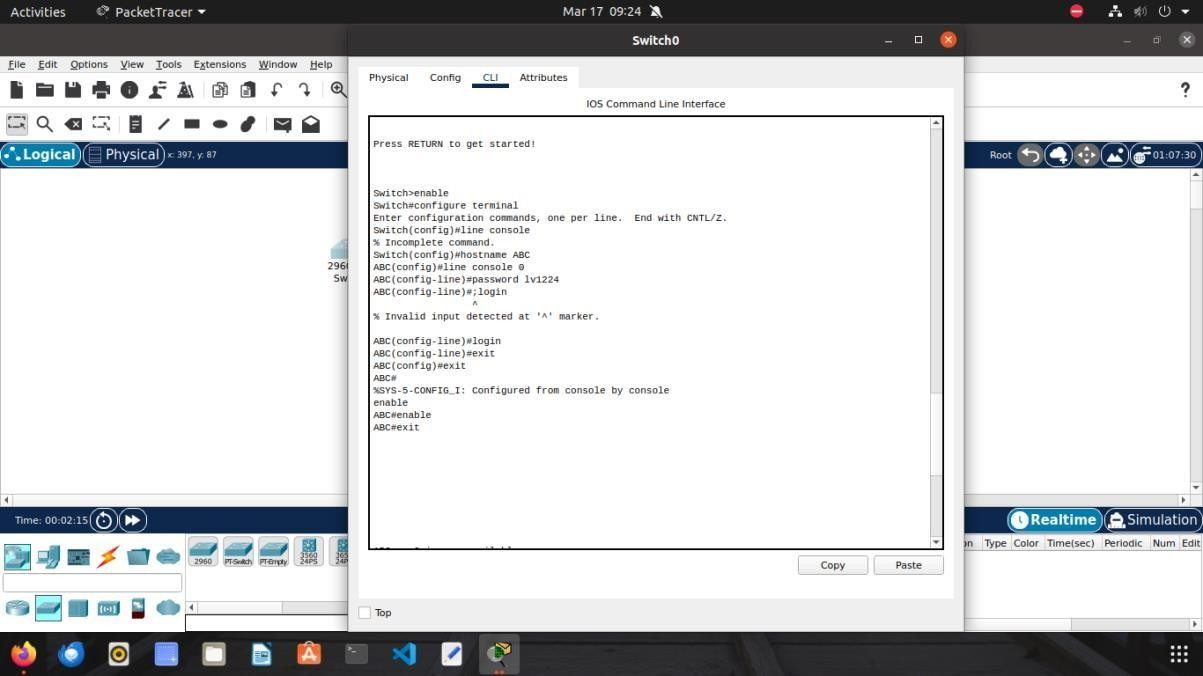 Activities
PacketTracer
Mar 17 09:24
Switch0
File Edit Options View Tools Extensions Window Help
Physical Config CLI Attributes
IOS Command Line Interface
Logical
Physical
x: 397, y: 87
Root
01:07:30
Press RETURN to get started!
Switch>enable
Switch#configure terminal
Enter configuration commands, one per line.  End with CNTL/Z.
Switch(config)#line console
% Incomplete command.
Switch(config)#hostname ABC
ABC(config)#line console 0
ABC(config-line)#password lv1224
ABC(config-line)#;login
^
% Invalid input detected at '^' marker.
ABC(config-line)#login
ABC(config-line)#exit
ABC(config)#exit
ABC#
%SYS-5-CONFIG_I: Configured from console by console
enable
ABC#enable
ABC#exit
2960
Sw
Time: 00:02:15
Realtime
Simulation
on Type Color Time(sec) Periodic Num Edit
2960 PT-Switch PT-Empty 3560 24PS 365 24P
Copy Paste
Top